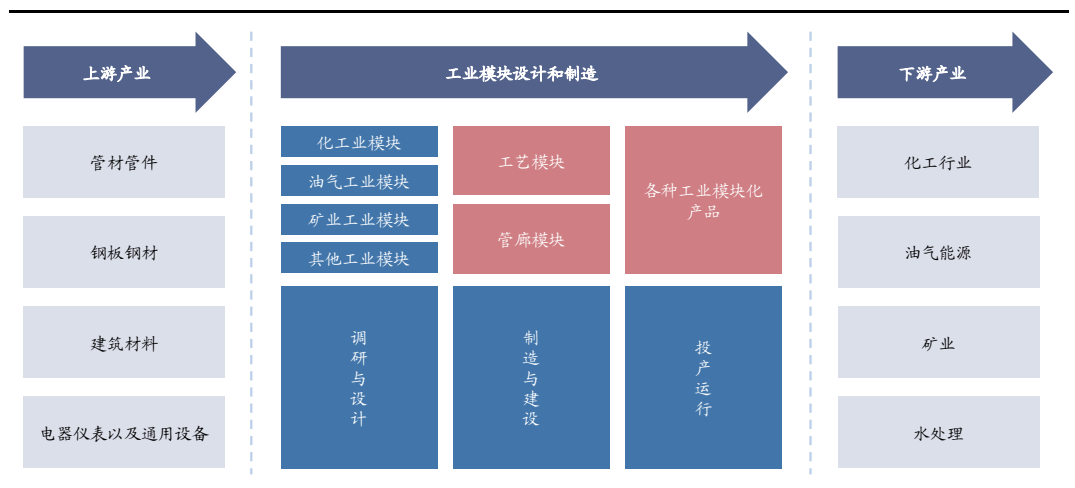 上游产业
工业模块设计和制造
下游产业
管材管件
钢板钢材
建筑材料
电器仪表以及通用设备
化工业模块
油气工业模块
矿业工业模块
其他工业模块
工艺模块
管廊模块
各种工业模块化
产品
调研与设计
制造与建设
投产运行
化工行业
油气能源
矿业
水处理